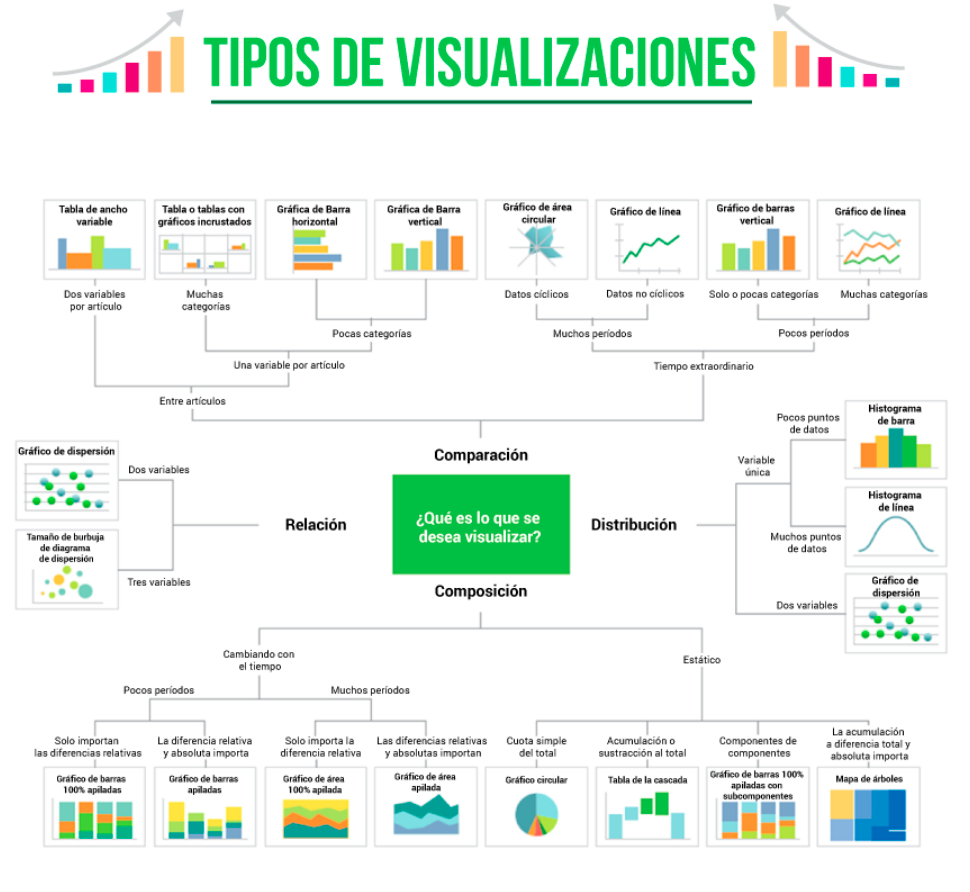 TIPOS DE VISUALIZACIONES
Tabla de ancho
variable
Tabla o tablas con
gráficos incrustados
Gráfica de Barra
horizontal
Gráfica de Barra
vertical
Gráfico de área
circular
Gráfico de línea
Gráfico de barras
vertical
Gráfico de línea
Dos variables
por artículo
Muchas
categorías
Datos cíclicos
Datos no cíclicos
Solo o pocas categorías
Muchas categorías
Pocas categorías
Muchos períodos
Pocos períodos
Una variable por artículo
Tiempo extraordinario
Entre artículos
Comparación
Gráfico de dispersión
Dos variables
Relación
Tamaño de burbuja
de diagrama
de dispersión
Tres variables
¿Qué es lo que se
desea visualizar?
Distribución
Variable
única
Pocos puntos
de datos
Histograma
de barra
Muchos puntos
de datos
Histograma
de línea
Dos variables
Gráfico de
dispersión
Composición
Cambiando con
el tiempo
Estático
Pocos períodos
Muchos períodos
Solo importan
las diferencias relativas
La diferencia relativa
y absoluta importa
Solo importa la
diferencia relativa
Las diferencias relativas
y absolutas importan
Cuota simple
del total
Acumulación o
sustracción al total
Componentes de
componentes
La acumulación
a diferencia total y
absoluta importa
Gráfico de barras
100% apiladas
Gráfico de barras
apiladas
Gráfico de área
100% apilada
Gráfico de área
apilada
Gráfico circular
Tabla de la cascada
Gráfico de barras 100%
apiladas con
subcomponentes
Mapa de árboles